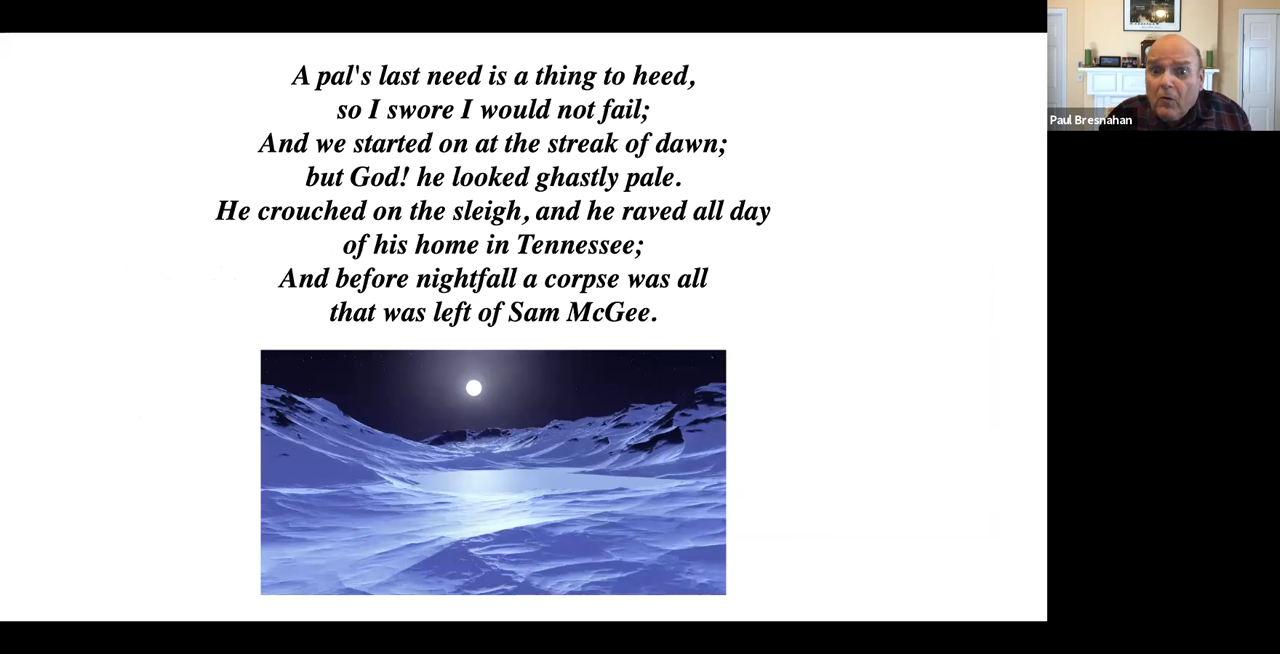 A pal's last need is a thing to heed,
so I swore I would not fail;
And we started on at the streak of dawn;
but God! he looked ghastly pale.
He crouched on the sleigh, and he raved all day
of his home in Tennessee;
And before nightfall a corpse was all
that was left of Sam McGee.
Paul Bresnahan